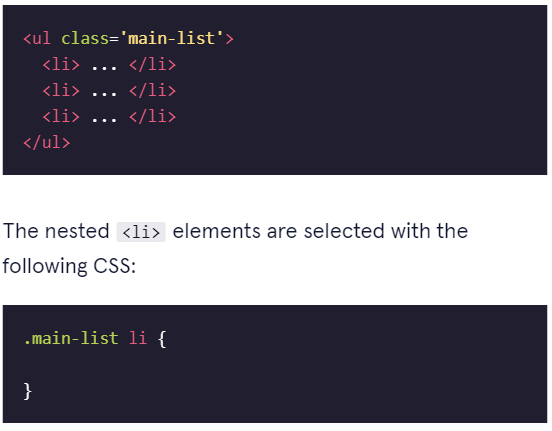 <ul class='main-list'>
  <li> ... </li>
  <li> ... </li>
  <li> ... </li>
</ul>
The nested <li> elements are selected with the
following CSS:
.main-list li {
}